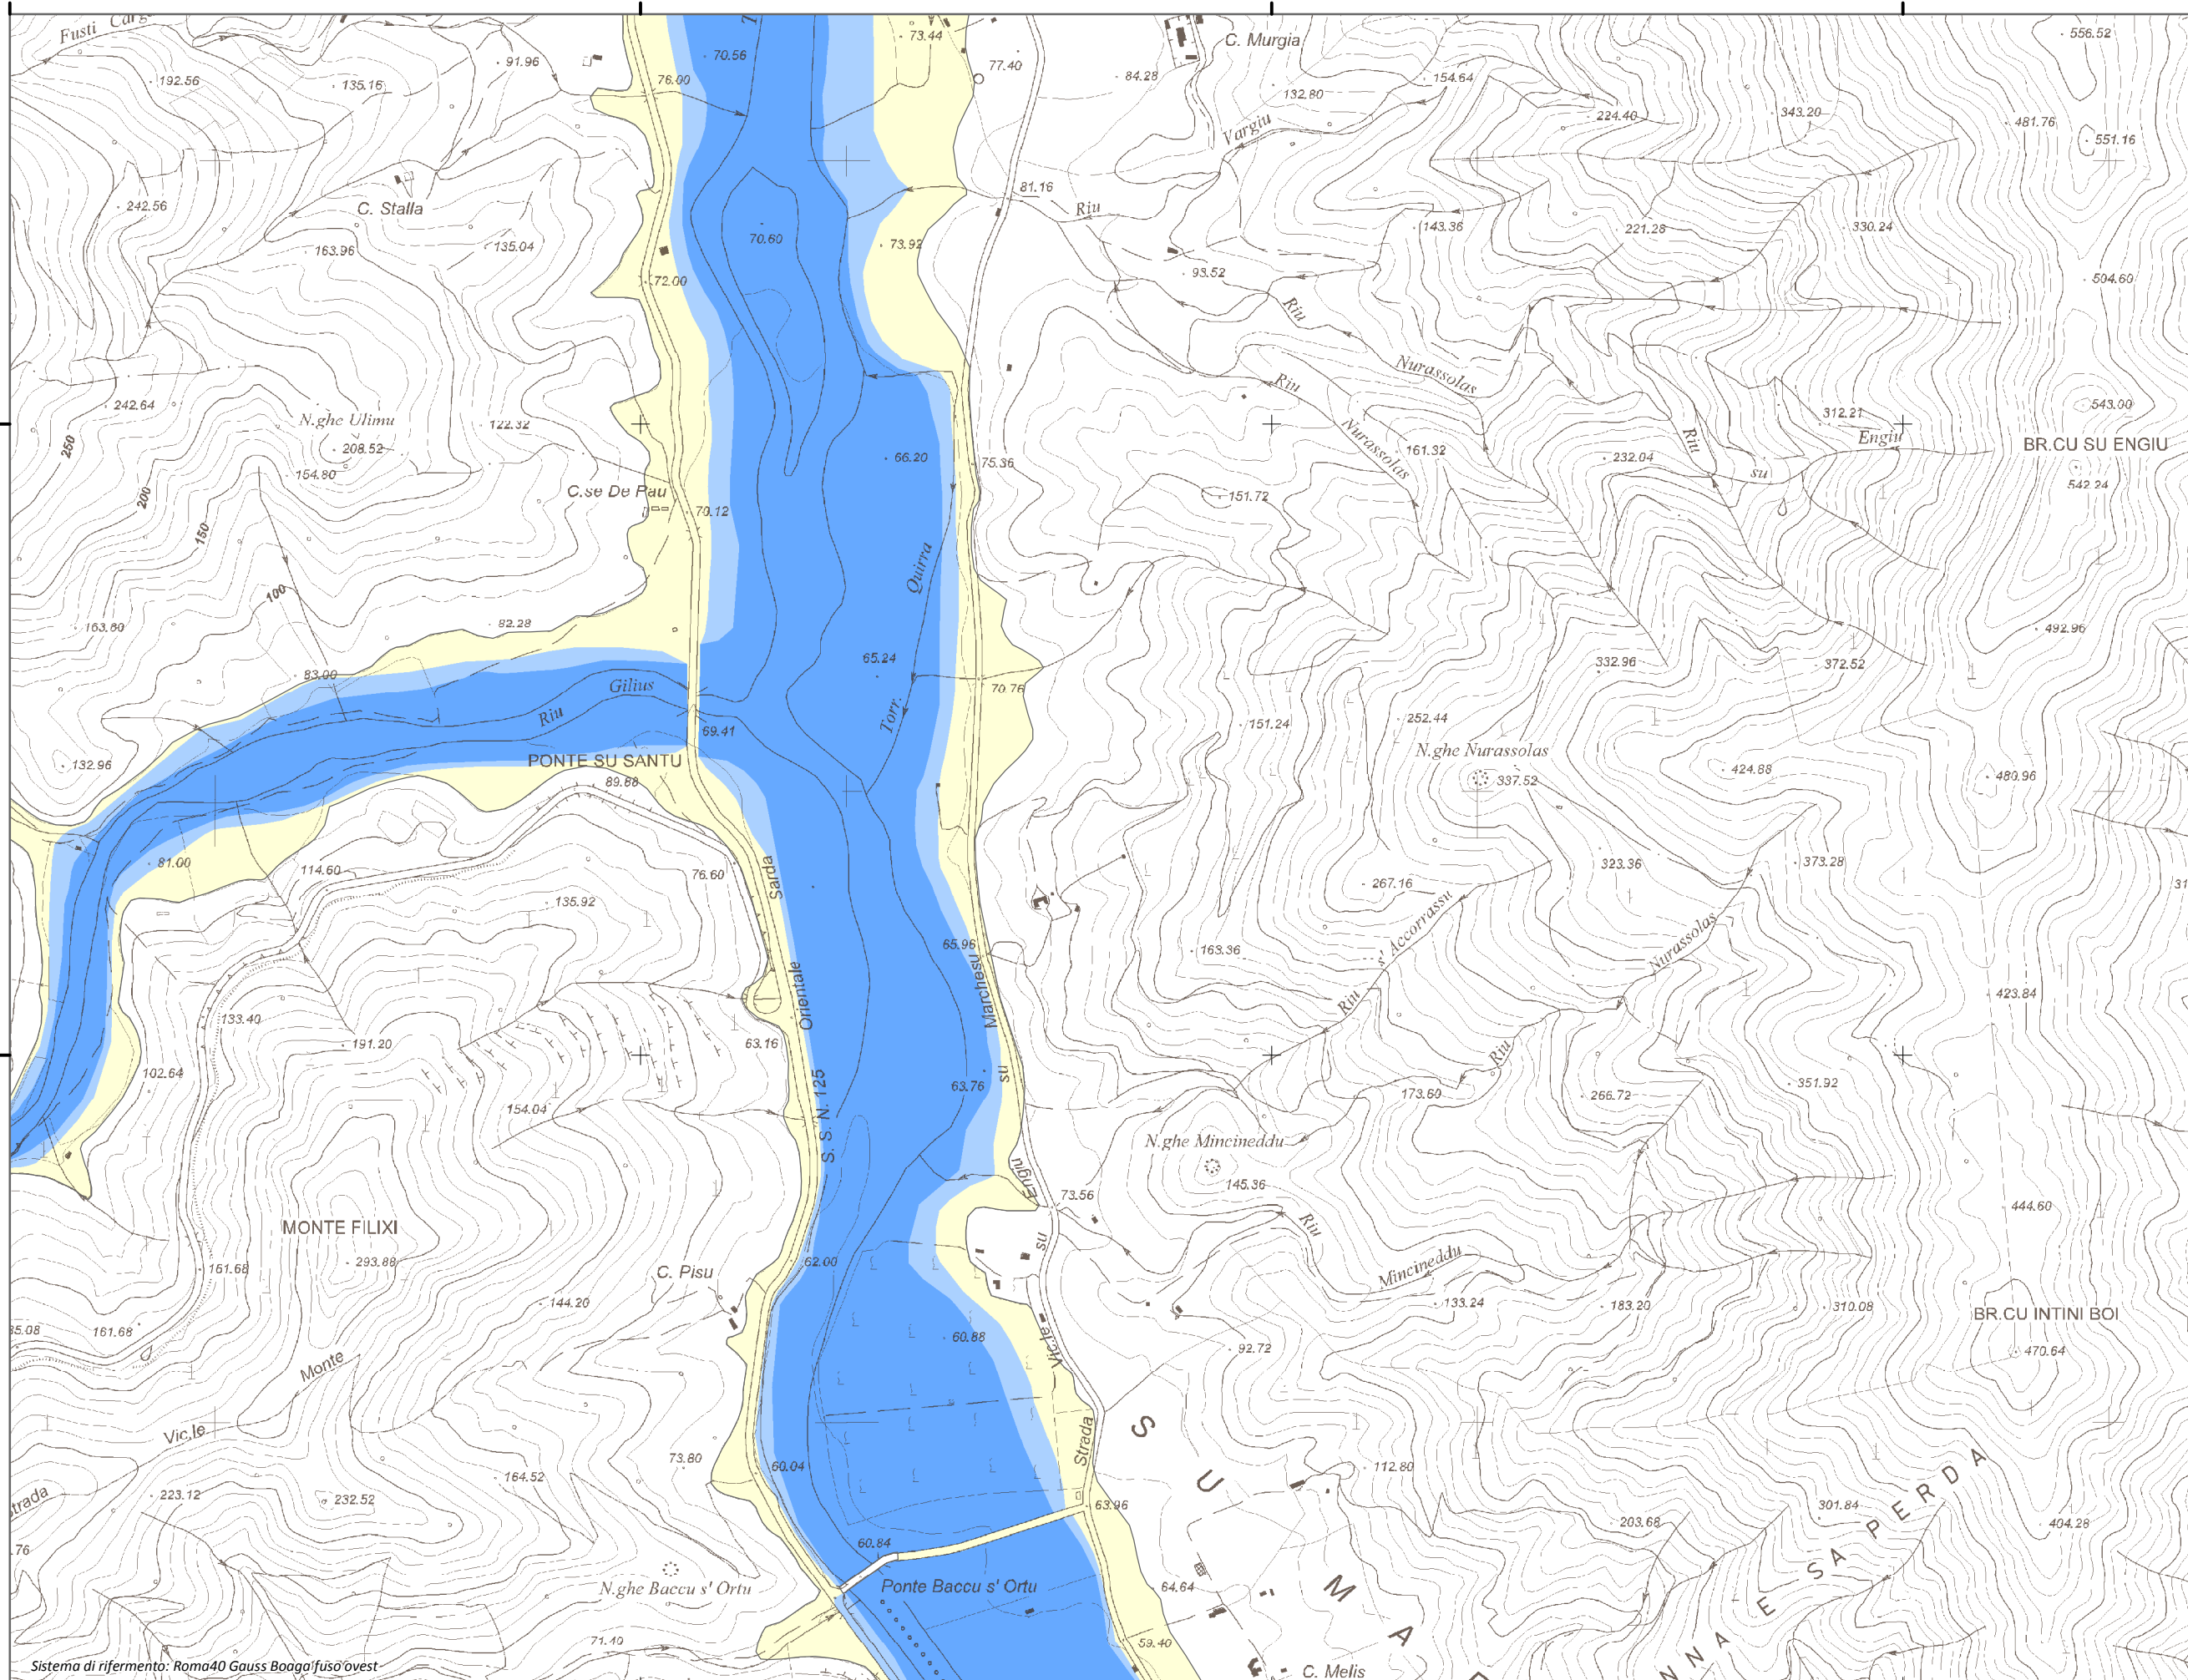 Fusti
192.56
135.16
91.96
76.00
70.56
73.44
77.40
84.28
C. Murgia
132.80
154.64
224.40
343.20
481.76
556.52
551.16
Vargiu
C. Stalla
242.56
163.96
135.04
72.00
70.60
73.92
81.16
Riu
93.52
143.36
221.28
330.24
504.60
Riu
Nurassolas
Riu
Nurassolas
242.64
N.ghe Ulimu
208.52
154.80
122.32
250
200
150
100
C.se De Pau
70.12
66.20
75.36
151.72
161.32
232.04
Riu
su
Engiu
312.21
543.00
BR.CU SU ENGIU
542.24
163.60
82.28
83.00
Riu
Gilius
69.41
PONTE SU SANTU
89.88
65.24
Torr.
Quirra
70.76
151.24
252.44
332.96
372.52
492.96
N.ghe Nurassolas
337.52
424.88
480.96
132.96
81.00
114.60
135.92
76.60
Sarda
Orientale
S. S. N. 125
65.96
163.36
267.16
323.36
373.28
Riu
s' Accorrassu
Riu
Nurassolas
423.84
133.40
191.20
63.16
102.64
154.04
63.76
Marchesu
su
Engiu
su
Vic.le
Strada
173.60
266.72
351.92
N.ghe Mincineddu
145.36
73.56
Riu
Mincineddu
444.60
MONTE FILIXI
293.88
161.68
161.68
144.20
C. Pisu
62.00
60.88
92.72
133.24
183.20
310.08
BR.CU INTINI BOI
470.64
Monte
Vic.le
223.12
232.52
164.52
73.80
60.04
63.96
112.80
203.68
301.84
404.28
60.84
Ponte Baccu s' Ortu
N.ghe Baccu s' Ortu
71.40
64.64
59.40
C. Melis
S U M A
E SA PERDA
Sistema di rifermento: Roma40 Gauss Boaga fuso ovest